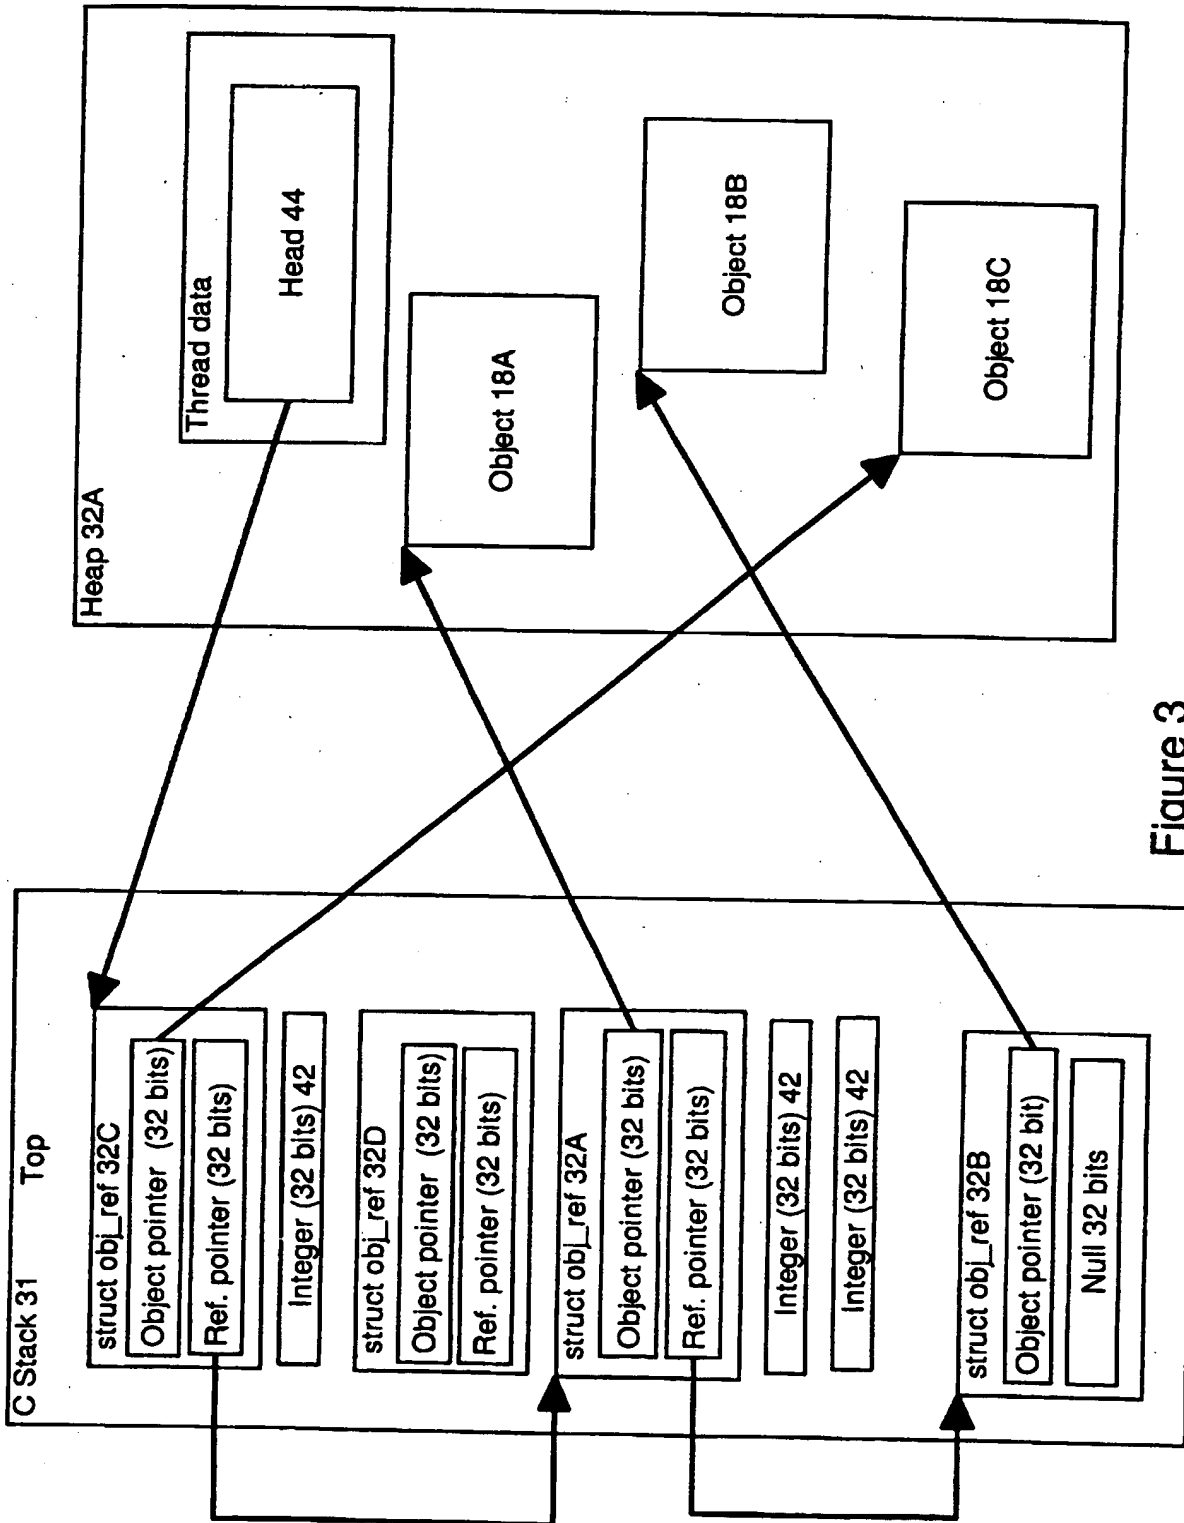 C Stack 31
Top
struct obj_ref 32C
Object pointer (32 bits)
Ref. pointer (32 bits)
Integer (32 bits) 42
struct obj_ref 32D
Object pointer (32 bits)
Ref. pointer (32 bits)
struct obj_ref 32A
Object pointer (32 bits)
Ref. pointer (32 bits)
Integer (32 bits) 42
Integer (32 bits) 42
struct obj_ref 32B
Object pointer (32 bit)
Null 32 bits
Heap 32A
Thread data
Head 44
Object 18A
Object 18B
Object 18C
Figure 3